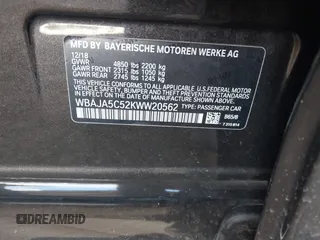 MFD. BY BAYERISCHE MOTOREN WERKE AG
12/18
GVWR 4850 lbs 2200 kg
GAWR FRONT 2315 lbs 1050 kg
GAWR REAR 2745 lbs 1245 kg
THIS VEHICLE CONFORMS TO ALL APPLICABLE U.S. FEDERAL MOTOR
VEHICLE SAFETY, BUMPER, AND THEFT PREVENTION STANDARDS IN
EFFECT ON THE DATE OF MANUFACTURE SHOWN ABOVE.
WBAJA5C52KWW20562 TYPE: PASSENGER CAR
B65/8
DREAMBID